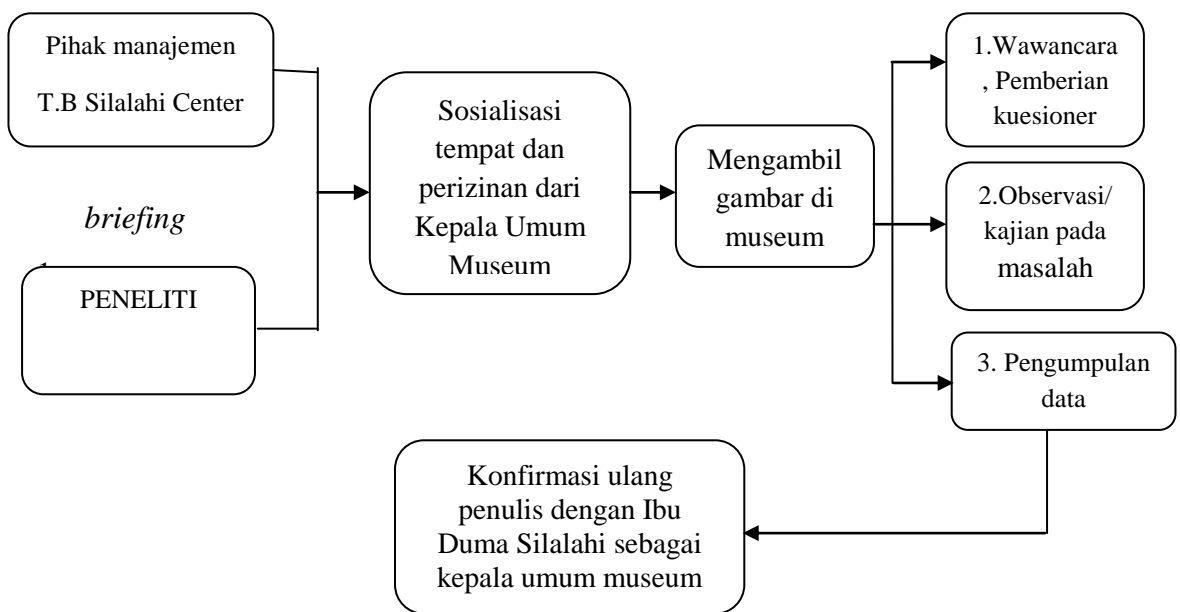 Pihak manajemen
T.B Silalahi Center
briefing
PENELITI
Sosialisasi
tempat dan
perizinan dari
Kepala Umum
Museum
Mengambil
gambar di
museum
1.Wawancara
, Pemberian
kuesioner
2.Observasi/
kajian pada
masalah
3. Pengumpulan
data
Konfirmasi ulang
penulis dengan Ibu
Duma Silalahi sebagai
kepala umum museum